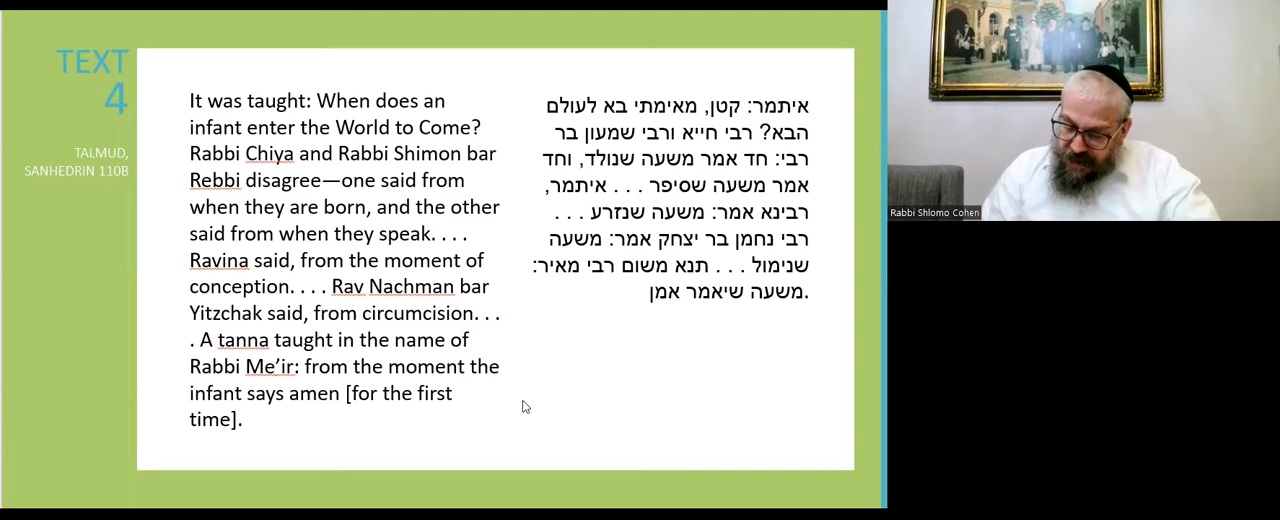 TEXT
4
TALMUD,
SANHEDRIN 110B
It was taught: When does an
infant enter the World to Come?
Rabbi Chiya and Rabbi Shimon bar
Rebbi disagree—one said from
when they are born, and the other
said from when they speak. . . .
Ravina said, from the moment of
conception. . . . Rav Nachman bar
Yitzchak said, from circumcision. . .
. A tanna taught in the name of
Rabbi Me’ir: from the moment the
infant says amen [for the first
time].
איתמר: קטן, מאימתי בא לעולם
הבא? רבי חייא ורבי שמעון בר
רבי: חד אמר משעה שנולד, וחד
אמר משעה שסיפר . . . איתמר,
רבינא אמר: משעה שנזרע . . .
רבי נחמן בר יצחק אמר: משעה
שנימול . . . תנא משום רבי מאיר:
משעה שיאמר אמן.
Rabbi Shlomo Cohen